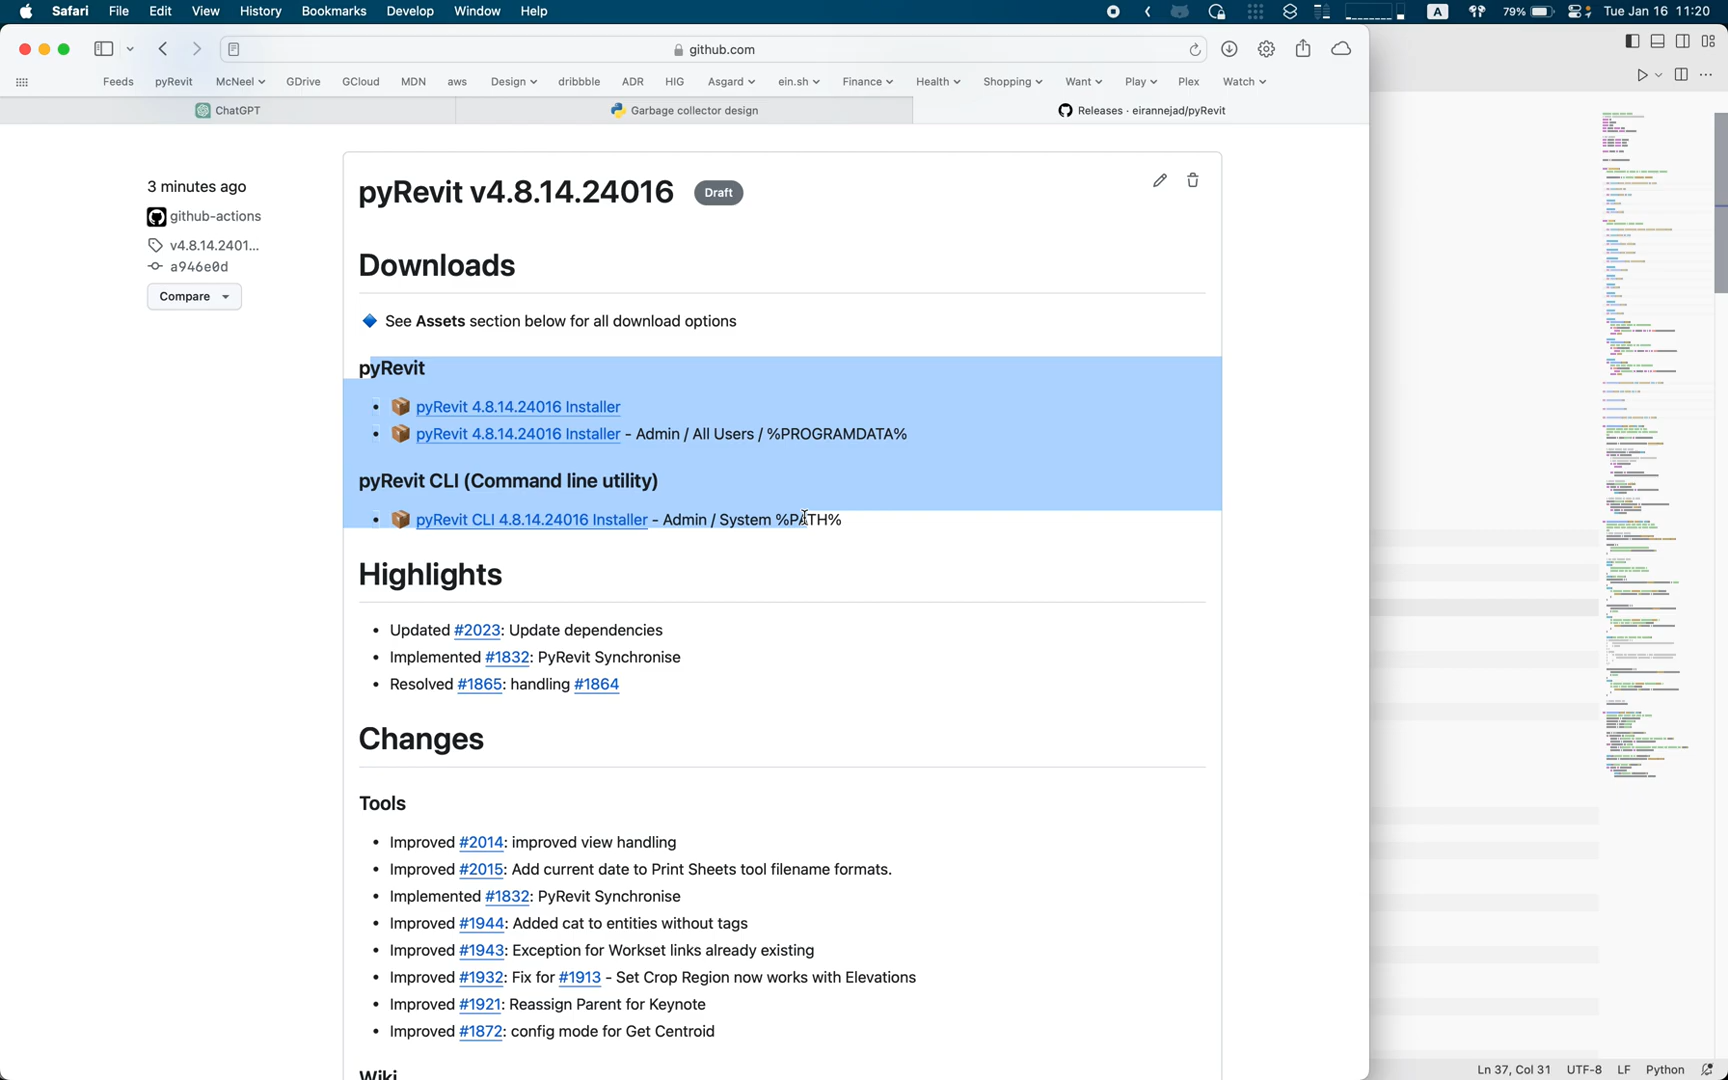 Safari File Edit View History Bookmarks Develop Window Help
A 79% Tue Jan 16 11:20
github.com
Feeds pyRevit McNeel GDrive GCloud MDN aws Design dribbble ADR HIG Asgard ein.sh Finance Health Shopping Want Play Plex Watch
ChatGPT
Garbage collector design
Releases · eirannejad/pyRevit
3 minutes ago
github-actions
v4.8.14.2401...
a946e0d
Compare
pyRevit v4.8.14.24016 Draft
Downloads
See Assets section below for all download options
pyRevit
• pyRevit 4.8.14.24016 Installer
• pyRevit 4.8.14.24016 Installer - Admin / All Users / %PROGRAMDATA%
pyRevit CLI (Command line utility)
• pyRevit CLI 4.8.14.24016 Installer - Admin / System %PATH%
Highlights
• Updated #2023: Update dependencies
• Implemented #1832: PyRevit Synchronise
• Resolved #1865: handling #1864
Changes
Tools
• Improved #2014: improved view handling
• Improved #2015: Add current date to Print Sheets tool filename formats.
• Implemented #1832: PyRevit Synchronise
• Improved #1944: Added cat to entities without tags
• Improved #1943: Exception for Workset links already existing
• Improved #1932: Fix for #1913 - Set Crop Region now works with Elevations
• Improved #1921: Reassign Parent for Keynote
• Improved #1872: config mode for Get Centroid
Wiki
Ln 37, Col 31 UTF-8 LF Python